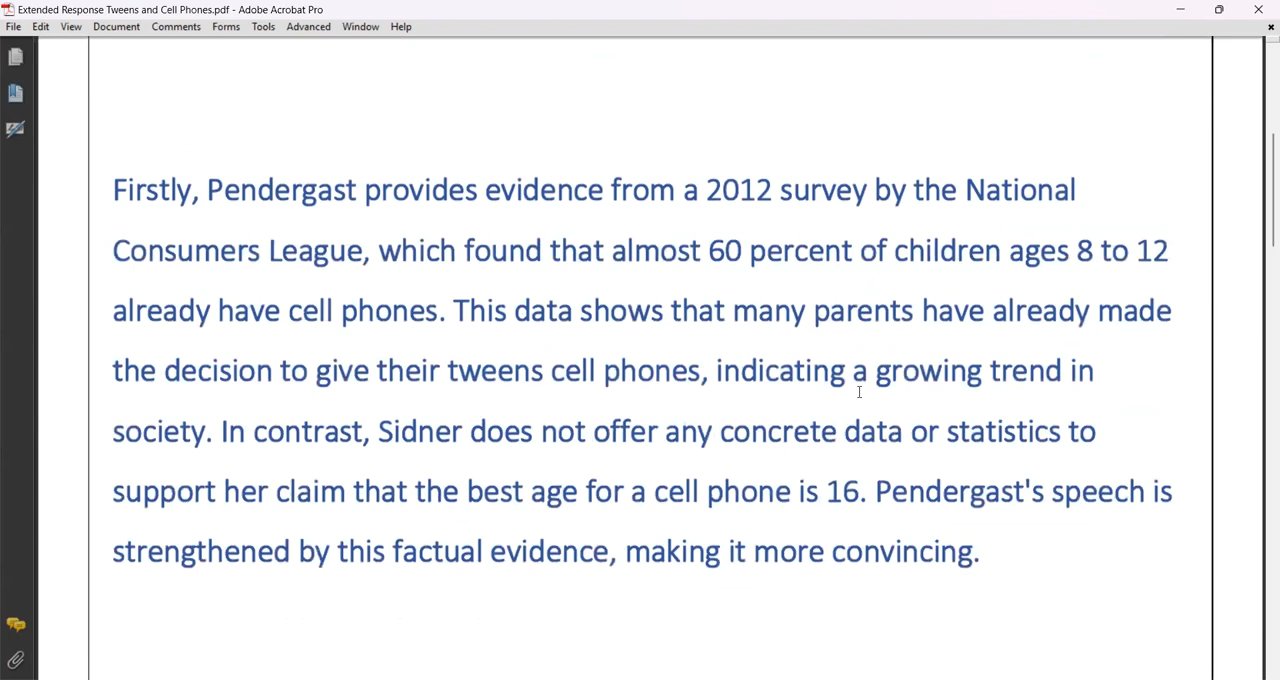 Extended Response Tweens and Cell Phones.pdf - Adobe Acrobat Pro
File Edit View Document Comments Forms Tools Advanced Window Help
Firstly, Pendergast provides evidence from a 2012 survey by the National
Consumers League, which found that almost 60 percent of children ages 8 to 12
already have cell phones. This data shows that many parents have already made
the decision to give their tweens cell phones, indicating a growing trend in
society. In contrast, Sidner does not offer any concrete data or statistics to
support her claim that the best age for a cell phone is 16. Pendergast's speech is
strengthened by this factual evidence, making it more convincing.